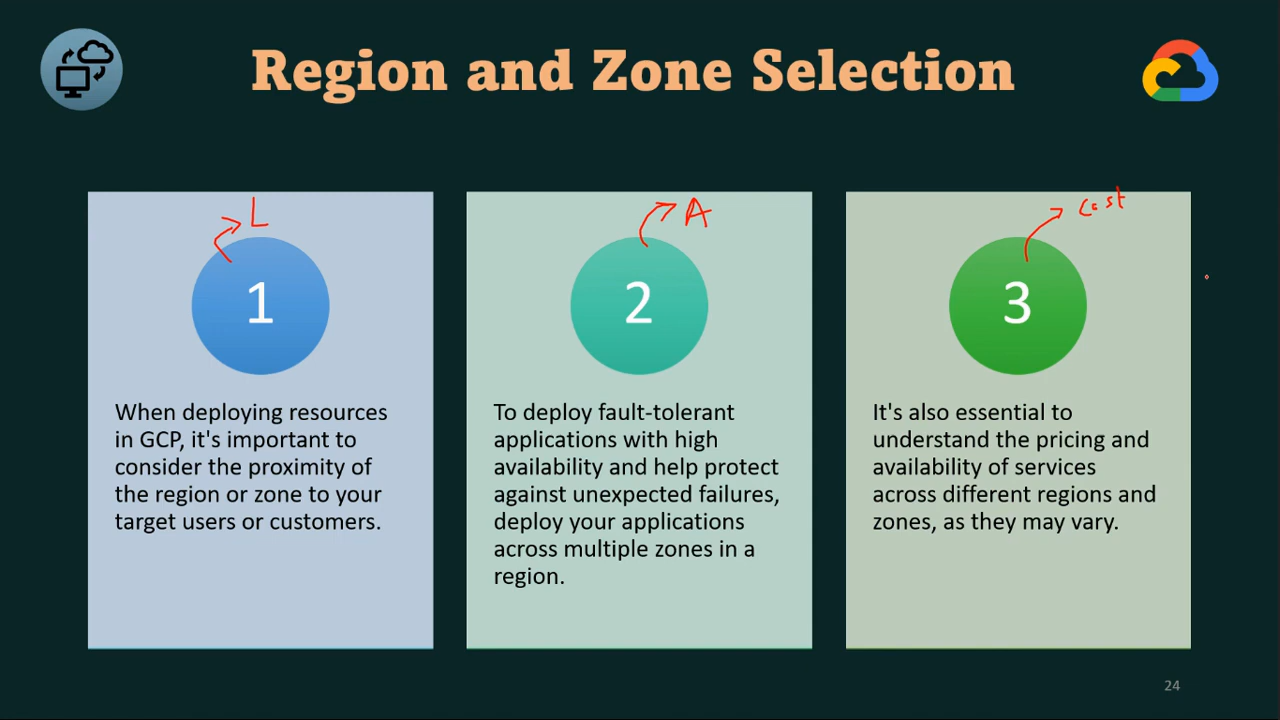 Region and Zone Selection
L
1
When deploying resources
in GCP, it's important to
consider the proximity of
the region or zone to your
target users or customers.
A
2
To deploy fault-tolerant
applications with high
availability and help protect
against unexpected failures,
deploy your applications
across multiple zones in a
region.
cost
3
It's also essential to
understand the pricing and
availability of services
across different regions and
zones, as they may vary.
24